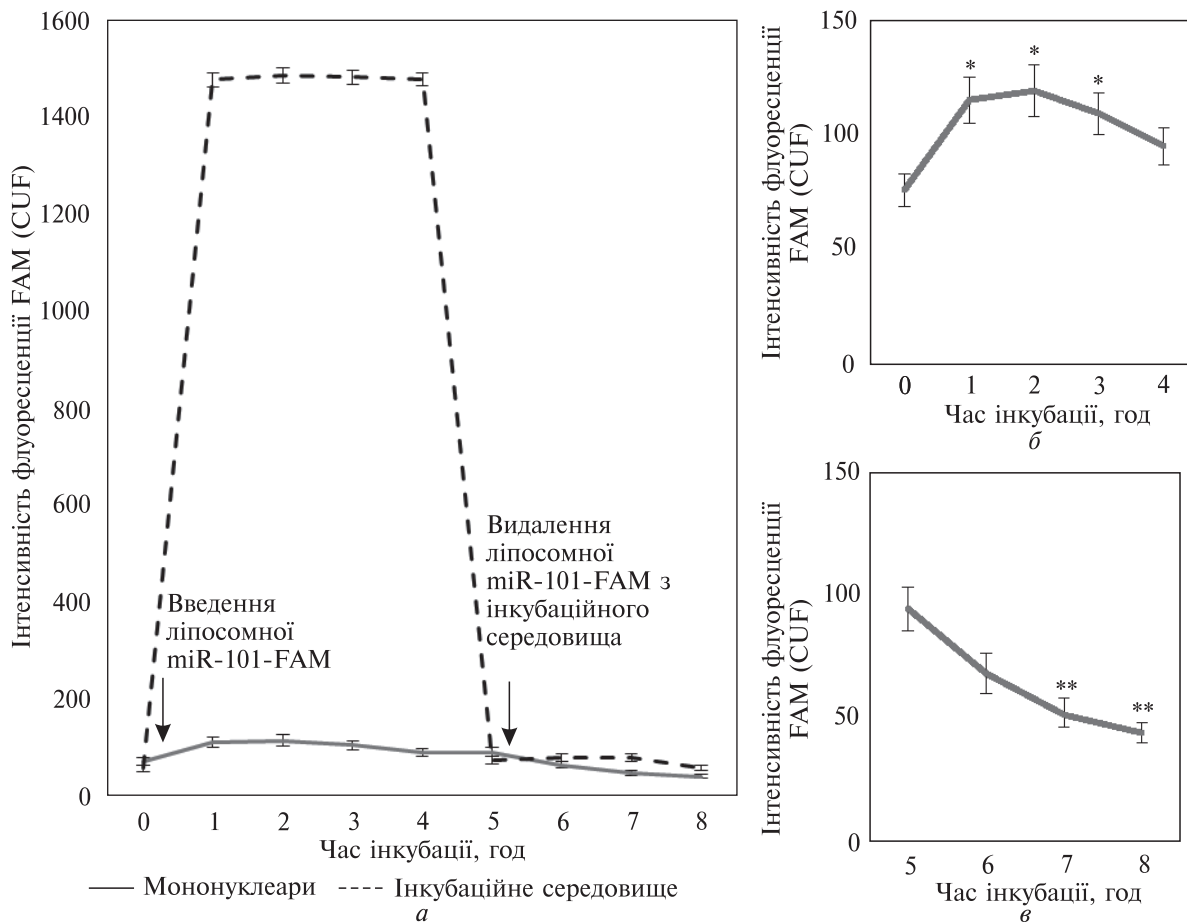 Інтенсивність флуоресценції FAM (CUF)
1600
1400
1200
1000
800
600
400
200
0
Введення
ліпосомної
miR-101-FAM
Видалення
ліпосомної
miR-101-FAM з
інкубаційного
середовища
0 1 2 3 4 5 6 7 8
Час інкубації, год
Мононуклеари Інкубаційне середовище
а
Інтенсивність флуоресценції
FAM (CUF)
150
100
50
0
* * *
0 1 2 3 4
Час інкубації, год
б
Інтенсивність флуоресценції
FAM (CUF)
150
100
50
0
** **
5 6 7 8
Час інкубації, год
в